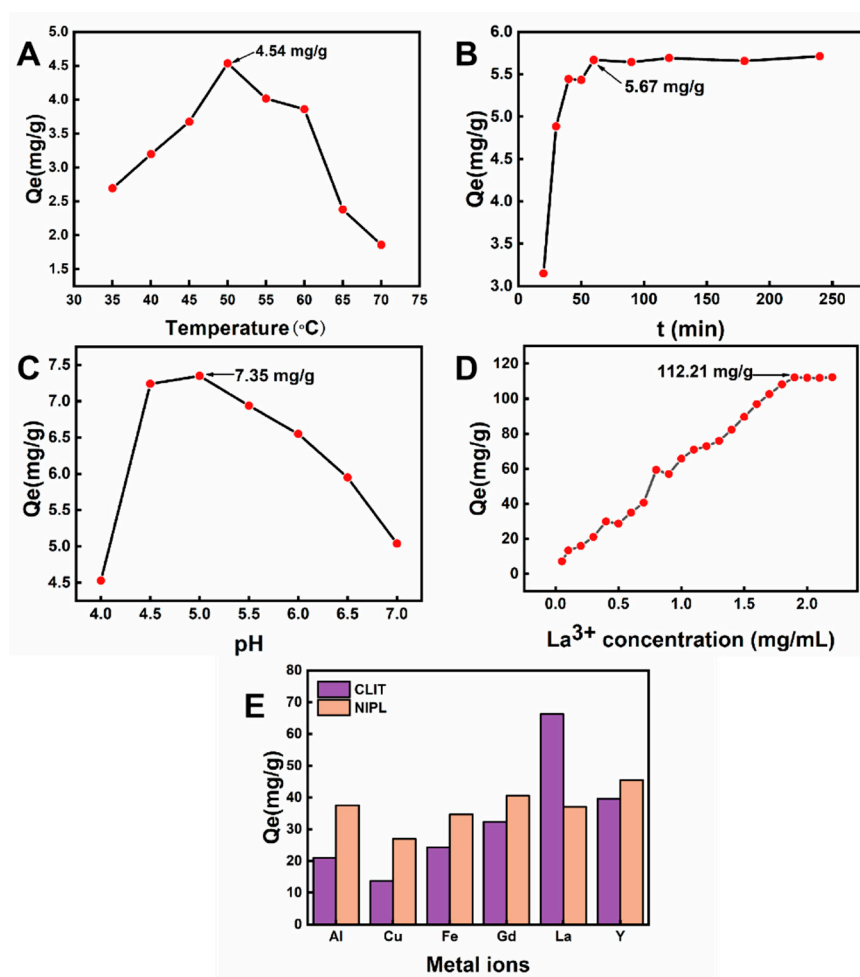 A
4.54 mg/g
Qe(mg/g)
5.0
4.5
4.0
3.5
3.0
2.5
2.0
1.5
30 35 40 45 50 55 60 65 70 75
Temperature(°C)
B
5.67 mg/g
Qe(mg/g)
6.0
5.5
5.0
4.5
4.0
3.5
3.0
0 50 100 150 200 250
t (min)
C
7.35 mg/g
Qe(mg/g)
7.5
7.0
6.5
6.0
5.5
5.0
4.5
4.0 4.5 5.0 5.5 6.0 6.5 7.0
pH
D
112.21 mg/g
Qe(mg/g)
120
100
80
60
40
20
0
0.0 0.5 1.0 1.5 2.0
La3+ concentration (mg/mL)
E
CLIT
NIPL
Qe(mg/g)
80
70
60
50
40
30
20
10
0
Al Cu Fe Gd La Y
Metal ions